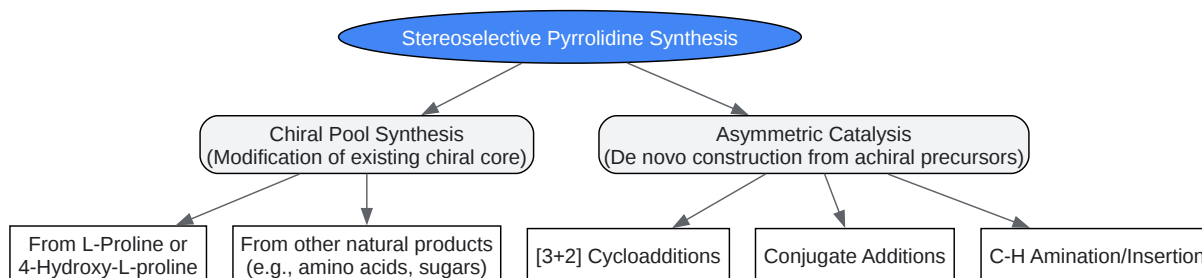 Stereoselective Pyrrolidine Synthesis
Chiral Pool Synthesis
(Modification of existing chiral core)
Asymmetric Catalysis
(De novo construction from achiral precursors)
From L-Proline or
4-Hydroxy-L-proline
From other natural products
(e.g., amino acids, sugars)
[3+2] Cycloadditions
Conjugate Additions
C-H Amination/Insertion